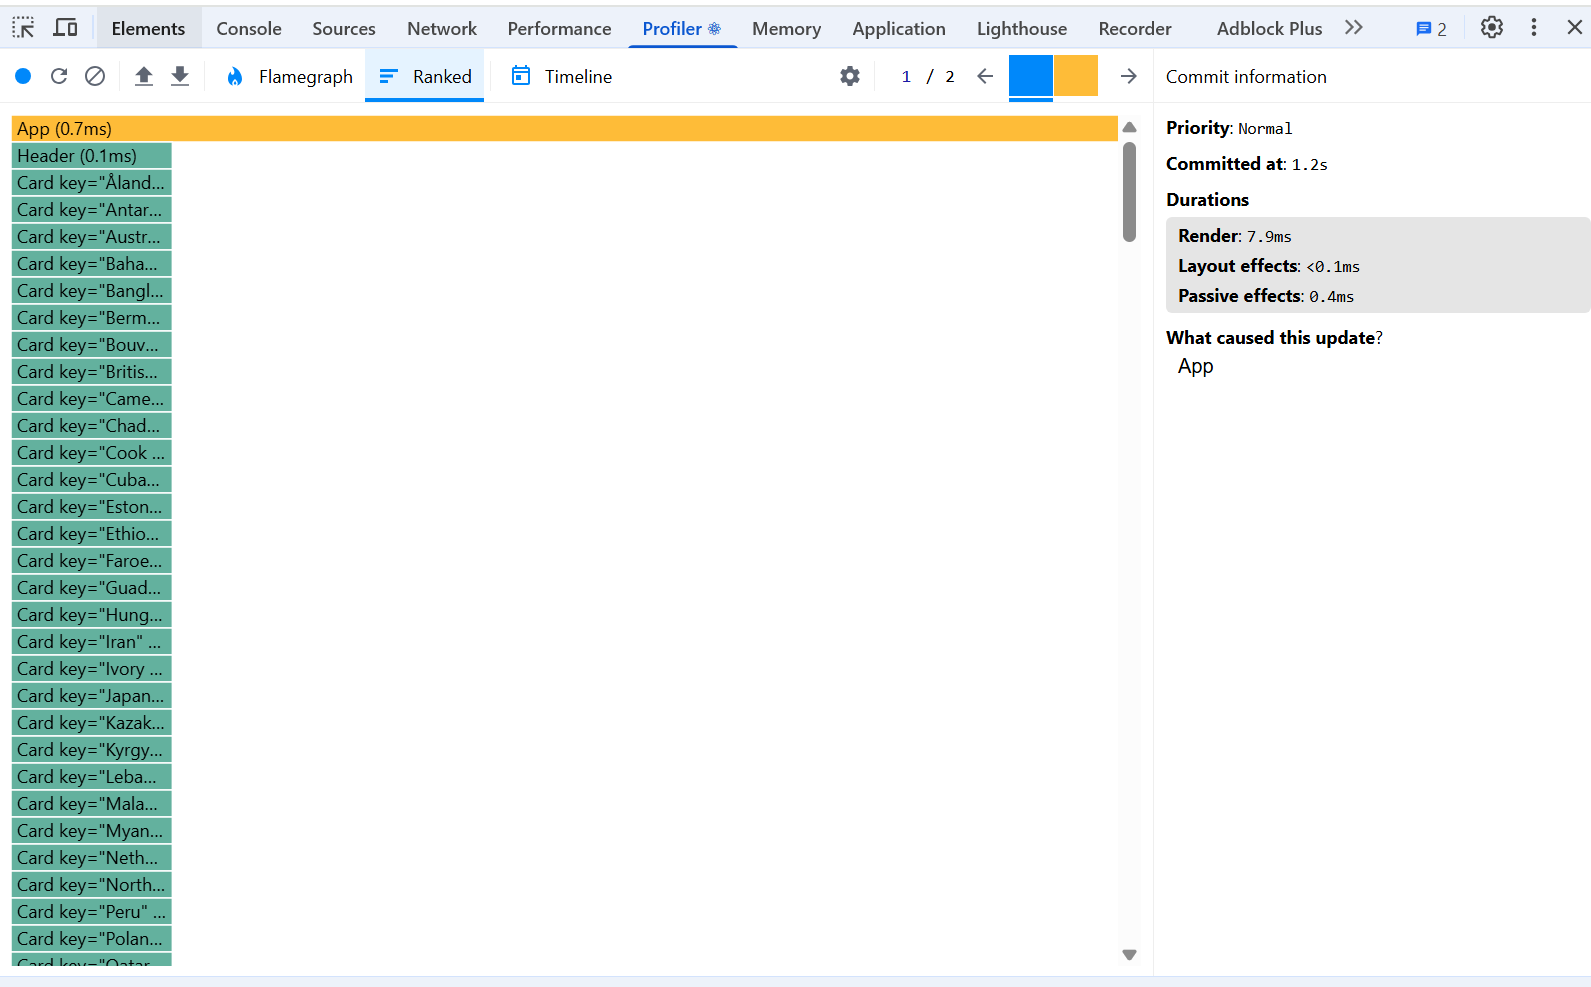 Elements Console Sources Network Performance Profiler ⚛ Memory Application Lighthouse Recorder Adblock Plus 2
Flamegraph Ranked Timeline 1 / 2 Commit information
App (0.7ms)
Header (0.1ms)
Card key="Åland...
Card key="Antar...
Card key="Austr...
Card key="Baha...
Card key="Bangl...
Card key="Berm...
Card key="Bouv...
Card key="Britis...
Card key="Came...
Card key="Chad...
Card key="Cook ...
Card key="Cuba...
Card key="Eston...
Card key="Ethio...
Card key="Faroe...
Card key="Guad...
Card key="Hung...
Card key="Iran" ...
Card key="Ivory ...
Card key="Japan...
Card key="Kazak...
Card key="Kyrgy...
Card key="Leba...
Card key="Mala...
Card key="Myan...
Card key="Neth...
Card key="North...
Card key="Peru" ...
Card key="Polan...
Card key="Qatar
Priority: Normal
Committed at: 1.2s
Durations
Render: 7.9ms
Layout effects: <0.1ms
Passive effects: 0.4ms
What caused this update?
App